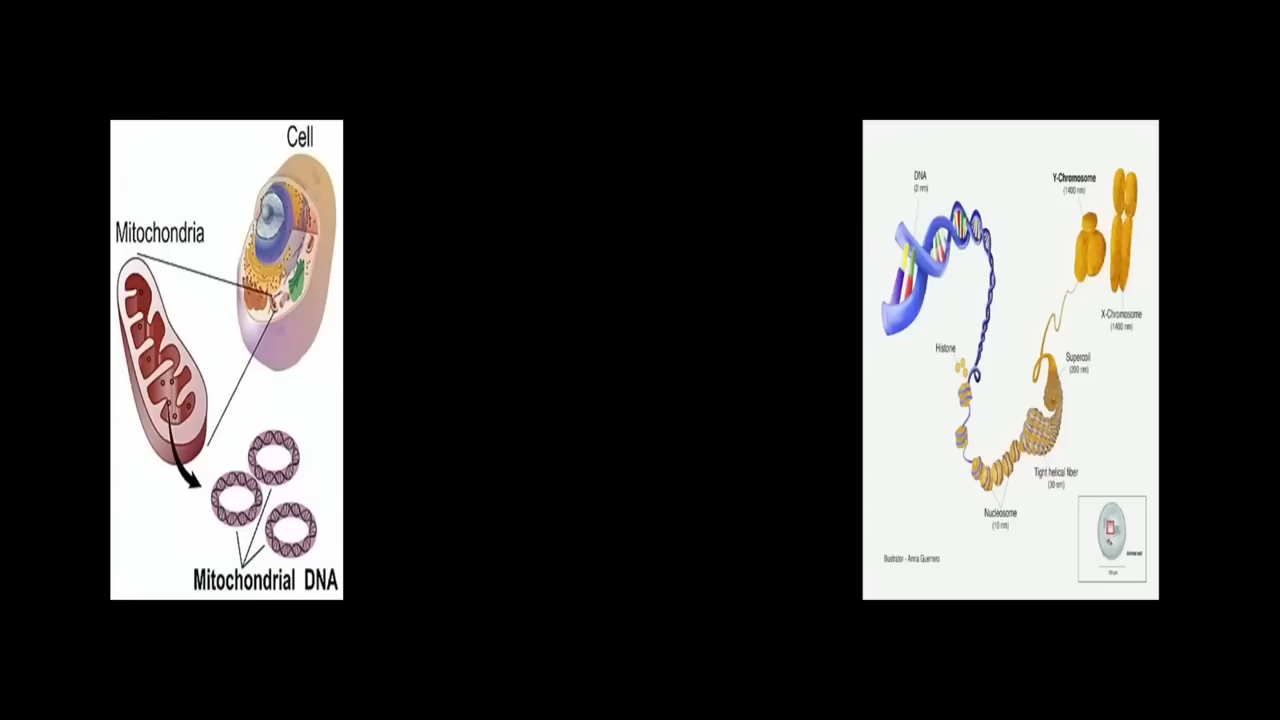 Cell
Mitochondria
Mitochondrial DNA
DNA
(2 nm)
Y-Chromosome
(1400 nm)
X-Chromosome
(1400 nm)
Histone
Supercoil
(200 nm)
Tight helical fiber
(30 nm)
Nucleosome
(10 nm)
Illustrator - Anna Guerrero